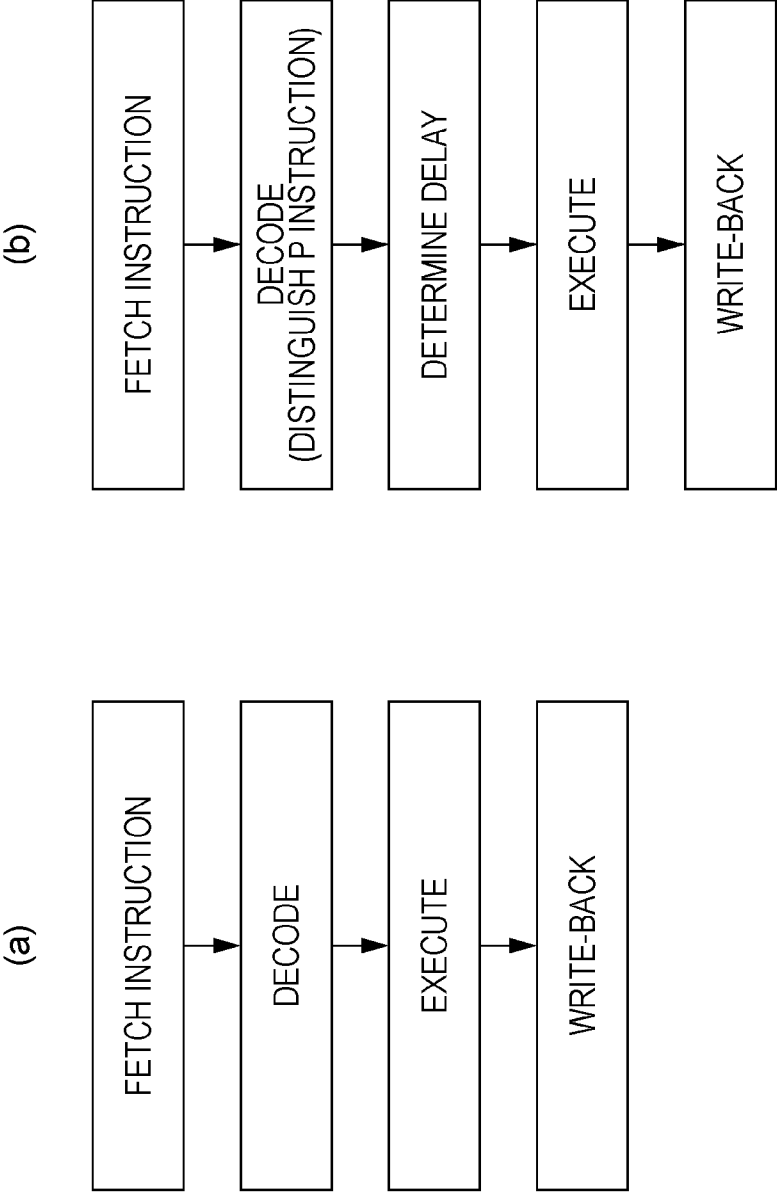 (a)
FETCH INSTRUCTION
DECODE
EXECUTE
WRITE-BACK
(b)
FETCH INSTRUCTION
DECODE
(DISTINGUISH P INSTRUCTION)
DETERMINE DELAY
EXECUTE
WRITE-BACK